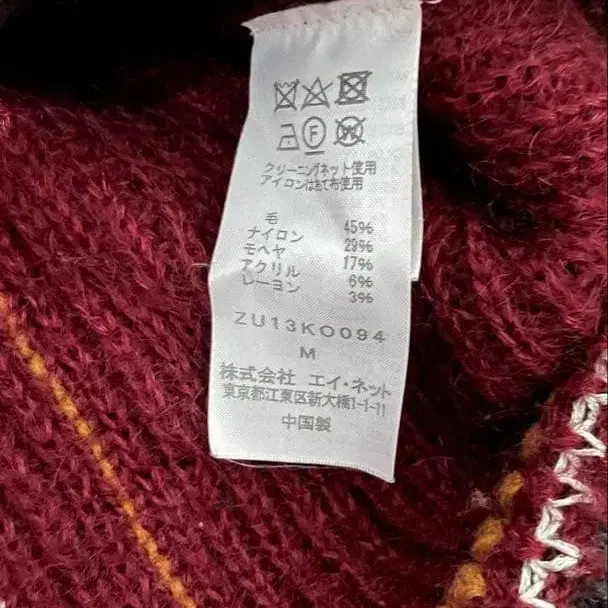 F
W
クリーニングネット使用
アイロンはあて布使用
毛 45%
ナイロン 29%
モヘヤ 17%
アクリル 6%
レーヨン 3%
ZU13KO094
M
株式会社 エイ・ネット
東京都江東区新大橋1-1-11
中国製